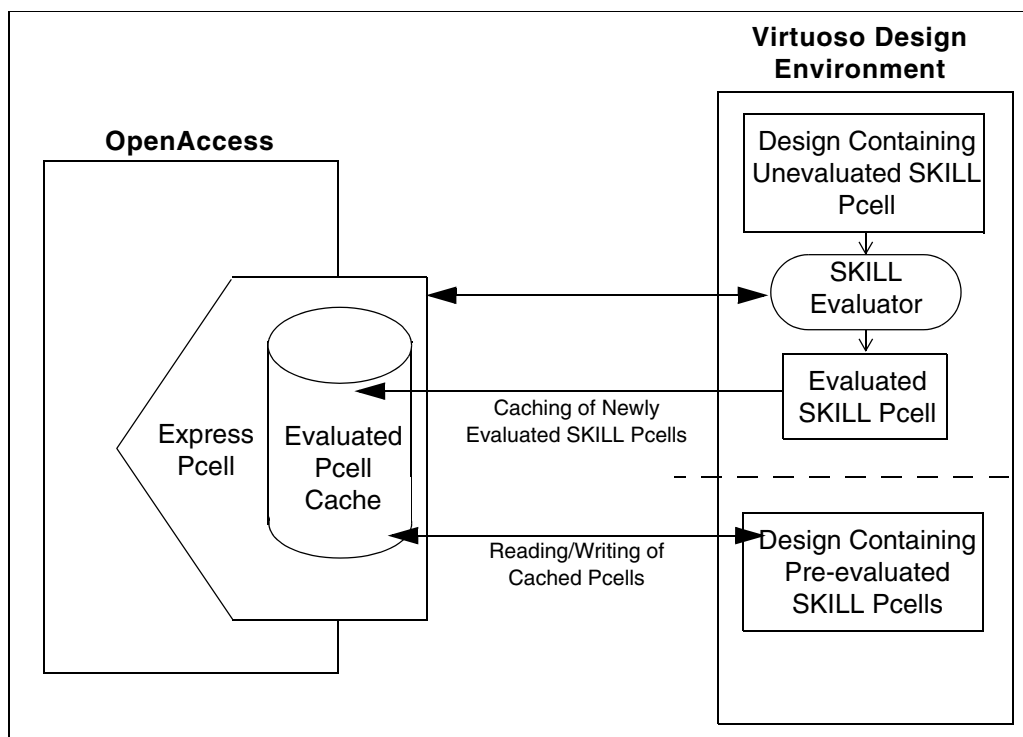 Virtuoso Design
Environment
OpenAccess
Design Containing
Unevaluated SKILL
Pcell
SKILL
Evaluator
Evaluated
SKILL Pcell
Caching of Newly
Evaluated SKILL Pcells
Express
Pcell
Evaluated
Pcell
Cache
Reading/Writing of
Cached Pcells
Design Containing
Pre-evaluated
SKILL Pcells